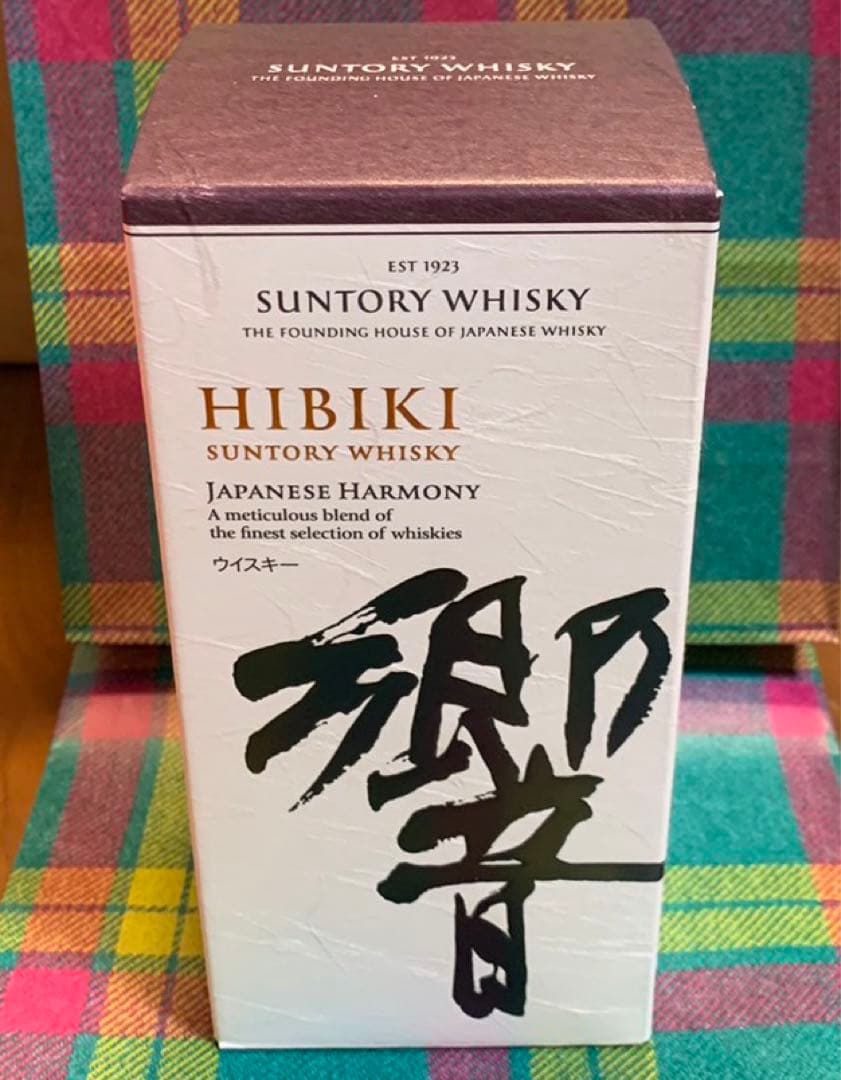 EST 1923
SUNTORY WHISKY
THE FOUNDING HOUSE OF JAPANESE WHISKY
EST 1923
SUNTORY WHISKY
THE FOUNDING HOUSE OF JAPANESE WHISKY
HIBIKI
SUNTORY WHISKY
JAPANESE HARMONY
A meticulous blend of
the finest selection of whiskies
ウイスキー
響